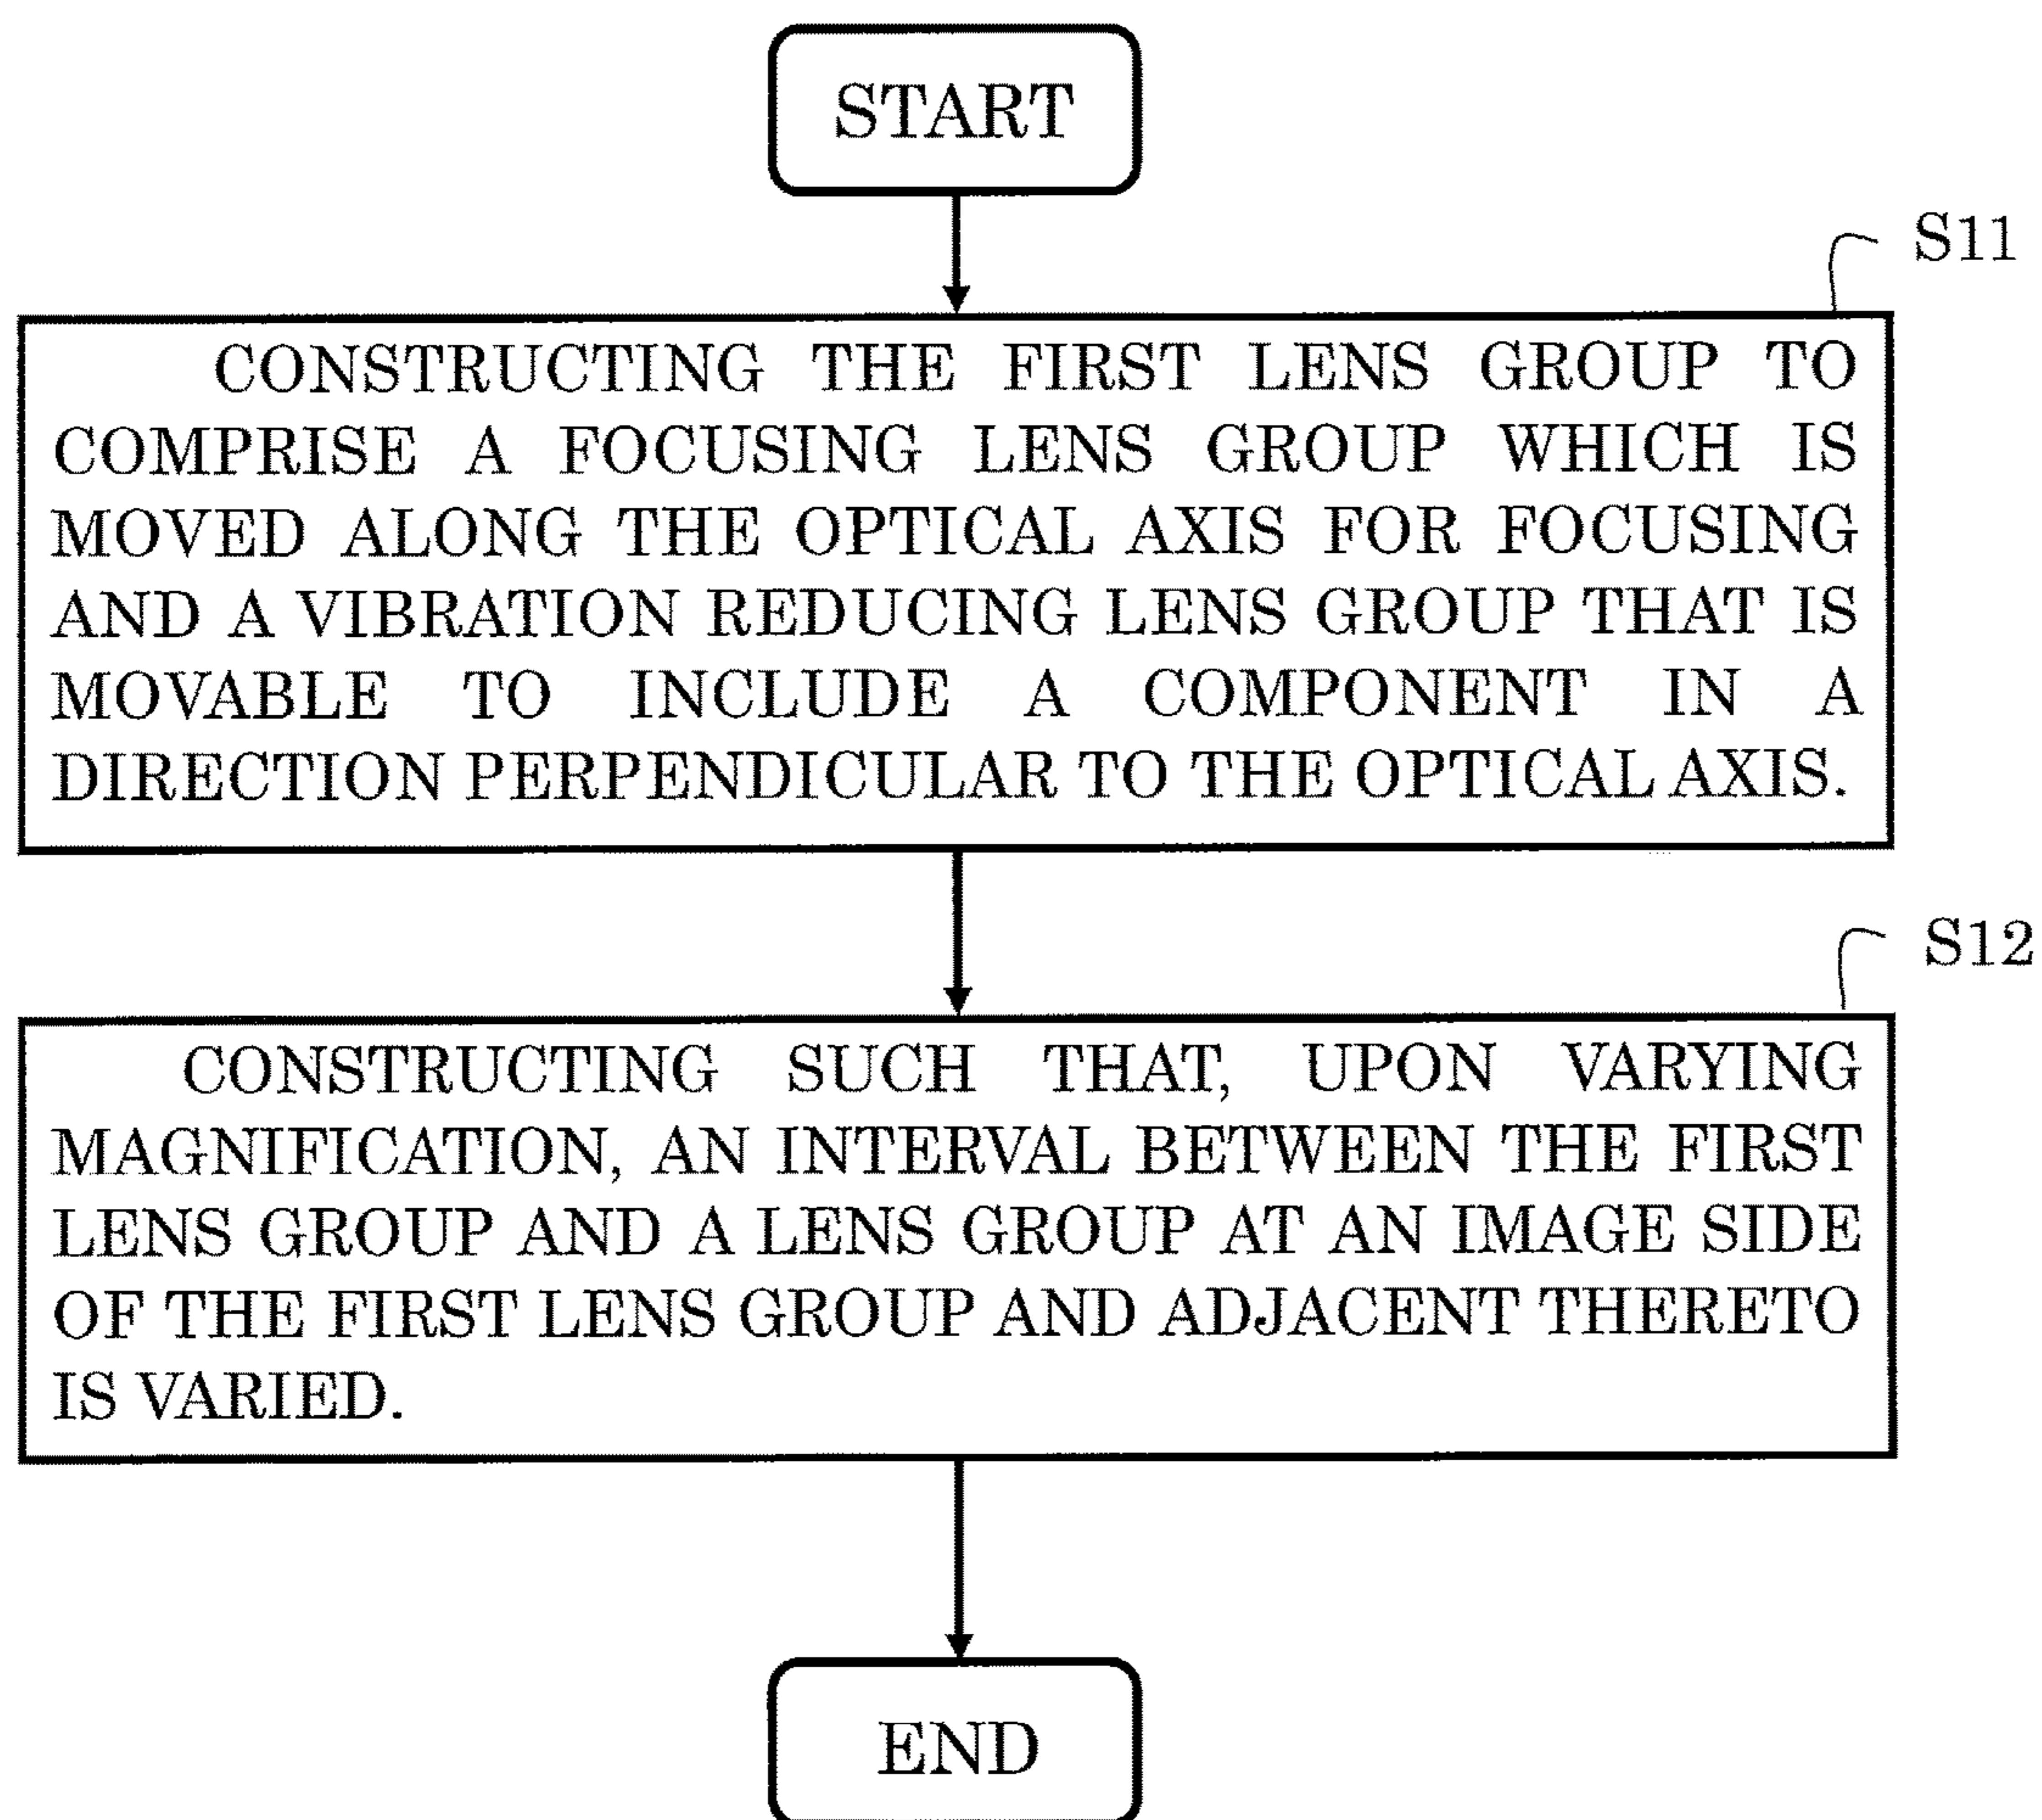 START
S11
CONSTRUCTING THE FIRST LENS GROUP TO
COMPRISE A FOCUSING LENS GROUP WHICH IS
MOVED ALONG THE OPTICAL AXIS FOR FOCUSING
AND A VIBRATION REDUCING LENS GROUP THAT IS
MOVABLE TO INCLUDE A COMPONENT IN A
DIRECTION PERPENDICULAR TO THE OPTICAL AXIS.
S12
CONSTRUCTING SUCH THAT, UPON VARYING
MAGNIFICATION, AN INTERVAL BETWEEN THE FIRST
LENS GROUP AND A LENS GROUP AT AN IMAGE SIDE
OF THE FIRST LENS GROUP AND ADJACENT THERETO
IS VARIED.
END